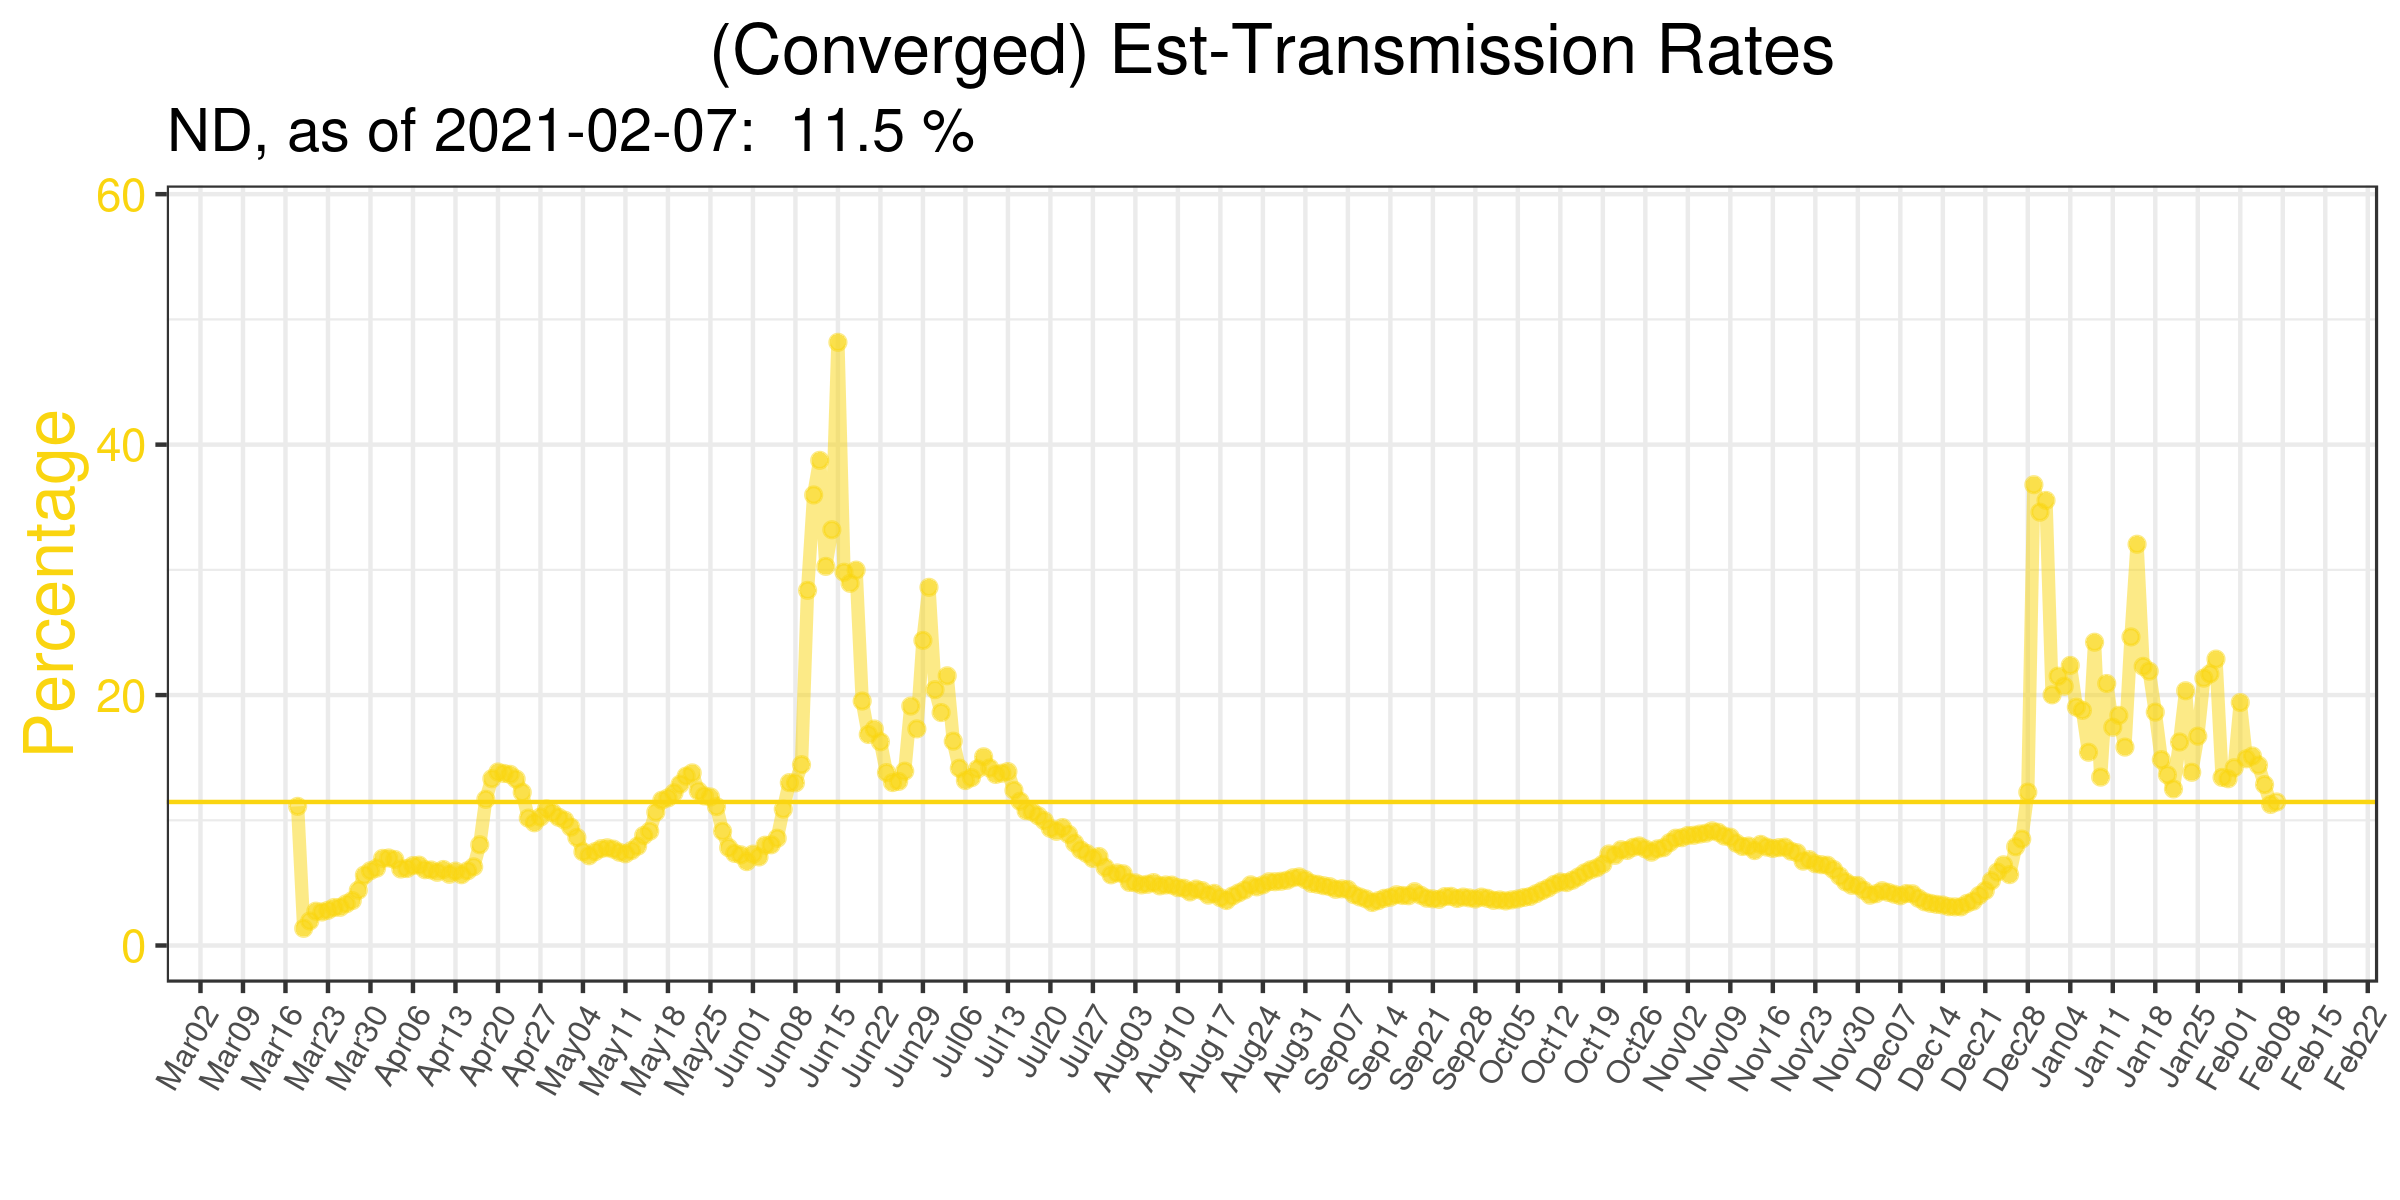 (Converged) Est-Transmission Rates
ND, as of 2021-02-07:  11.5 %
Percentage
60
40
20
0
Mar02 Mar09 Mar16 Mar23 Mar30 Apr06 Apr13 Apr20 Apr27 May04 May11 May18 May25 Jun01 Jun08 Jun15 Jun22 Jun29 Jul06 Jul13 Jul20 Jul27 Aug03 Aug10 Aug17 Aug24 Aug31 Sep07 Sep14 Sep21 Sep28 Oct05 Oct12 Oct19 Oct26 Nov02 Nov09 Nov16 Nov23 Nov30 Dec07 Dec14 Dec21 Dec28 Jan04 Jan11 Jan18 Jan25 Feb01 Feb08 Feb15 Feb22